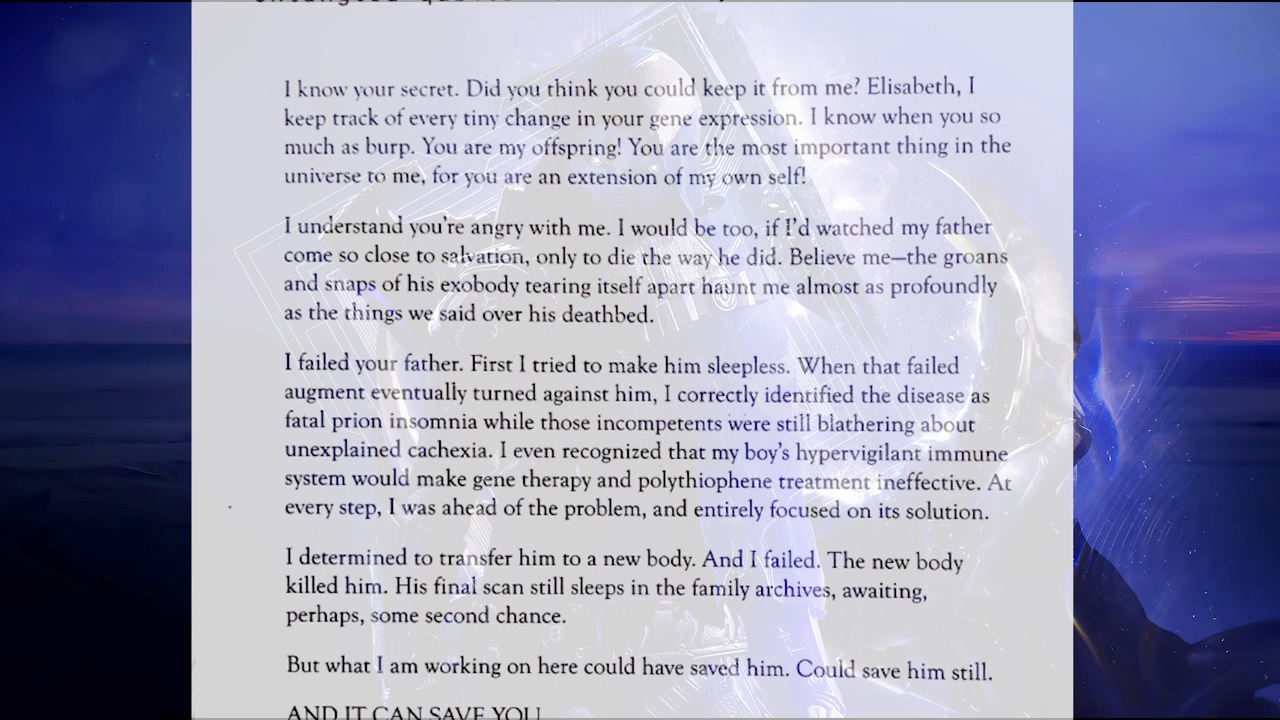 I know your secret. Did you think you could keep it from me? Elisabeth, I
keep track of every tiny change in your gene expression. I know when you so
much as burp. You are my offspring! You are the most important thing in the
universe to me, for you are an extension of my own self!
I understand you’re angry with me. I would be too, if I’d watched my father
come so close to salvation, only to die the way he did. Believe me—the groans
and snaps of his exobody tearing itself apart haunt me almost as profoundly
as the things we said over his deathbed.
I failed your father. First I tried to make him sleepless. When that failed
augment eventually turned against him, I correctly identified the disease as
fatal prion insomnia while those incompetents were still blathering about
unexplained cachexia. I even recognized that my boy’s hypervigilant immune
system would make gene therapy and polythiophene treatment ineffective. At
every step, I was ahead of the problem, and entirely focused on its solution.
I determined to transfer him to a new body. And I failed. The new body
killed him. His final scan still sleeps in the family archives, awaiting,
perhaps, some second chance.
But what I am working on here could have saved him. Could save him still.
AND IT CAN SAVE YOU